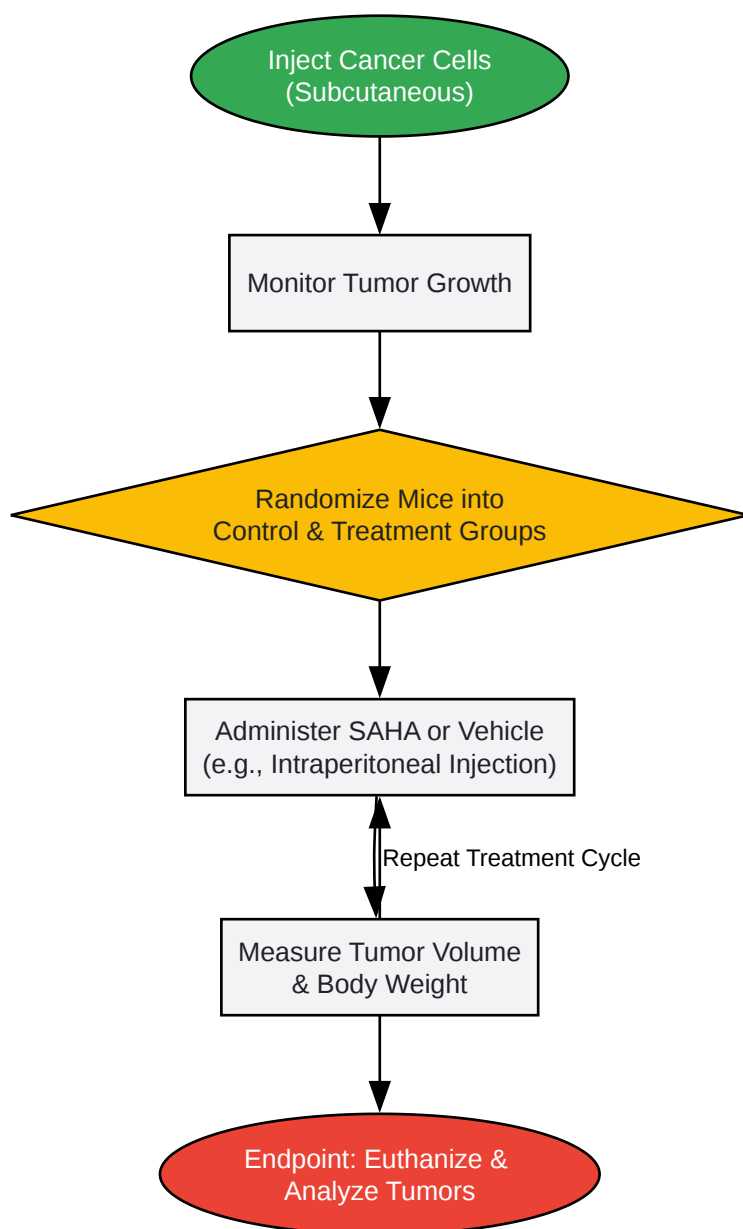 Inject Cancer Cells
(Subcutaneous)
Monitor Tumor Growth
Randomize Mice into
Control & Treatment Groups
Administer SAHA or Vehicle
(e.g., Intraperitoneal Injection)
Repeat Treatment Cycle
Measure Tumor Volume
& Body Weight
Endpoint: Euthanize &
Analyze Tumors